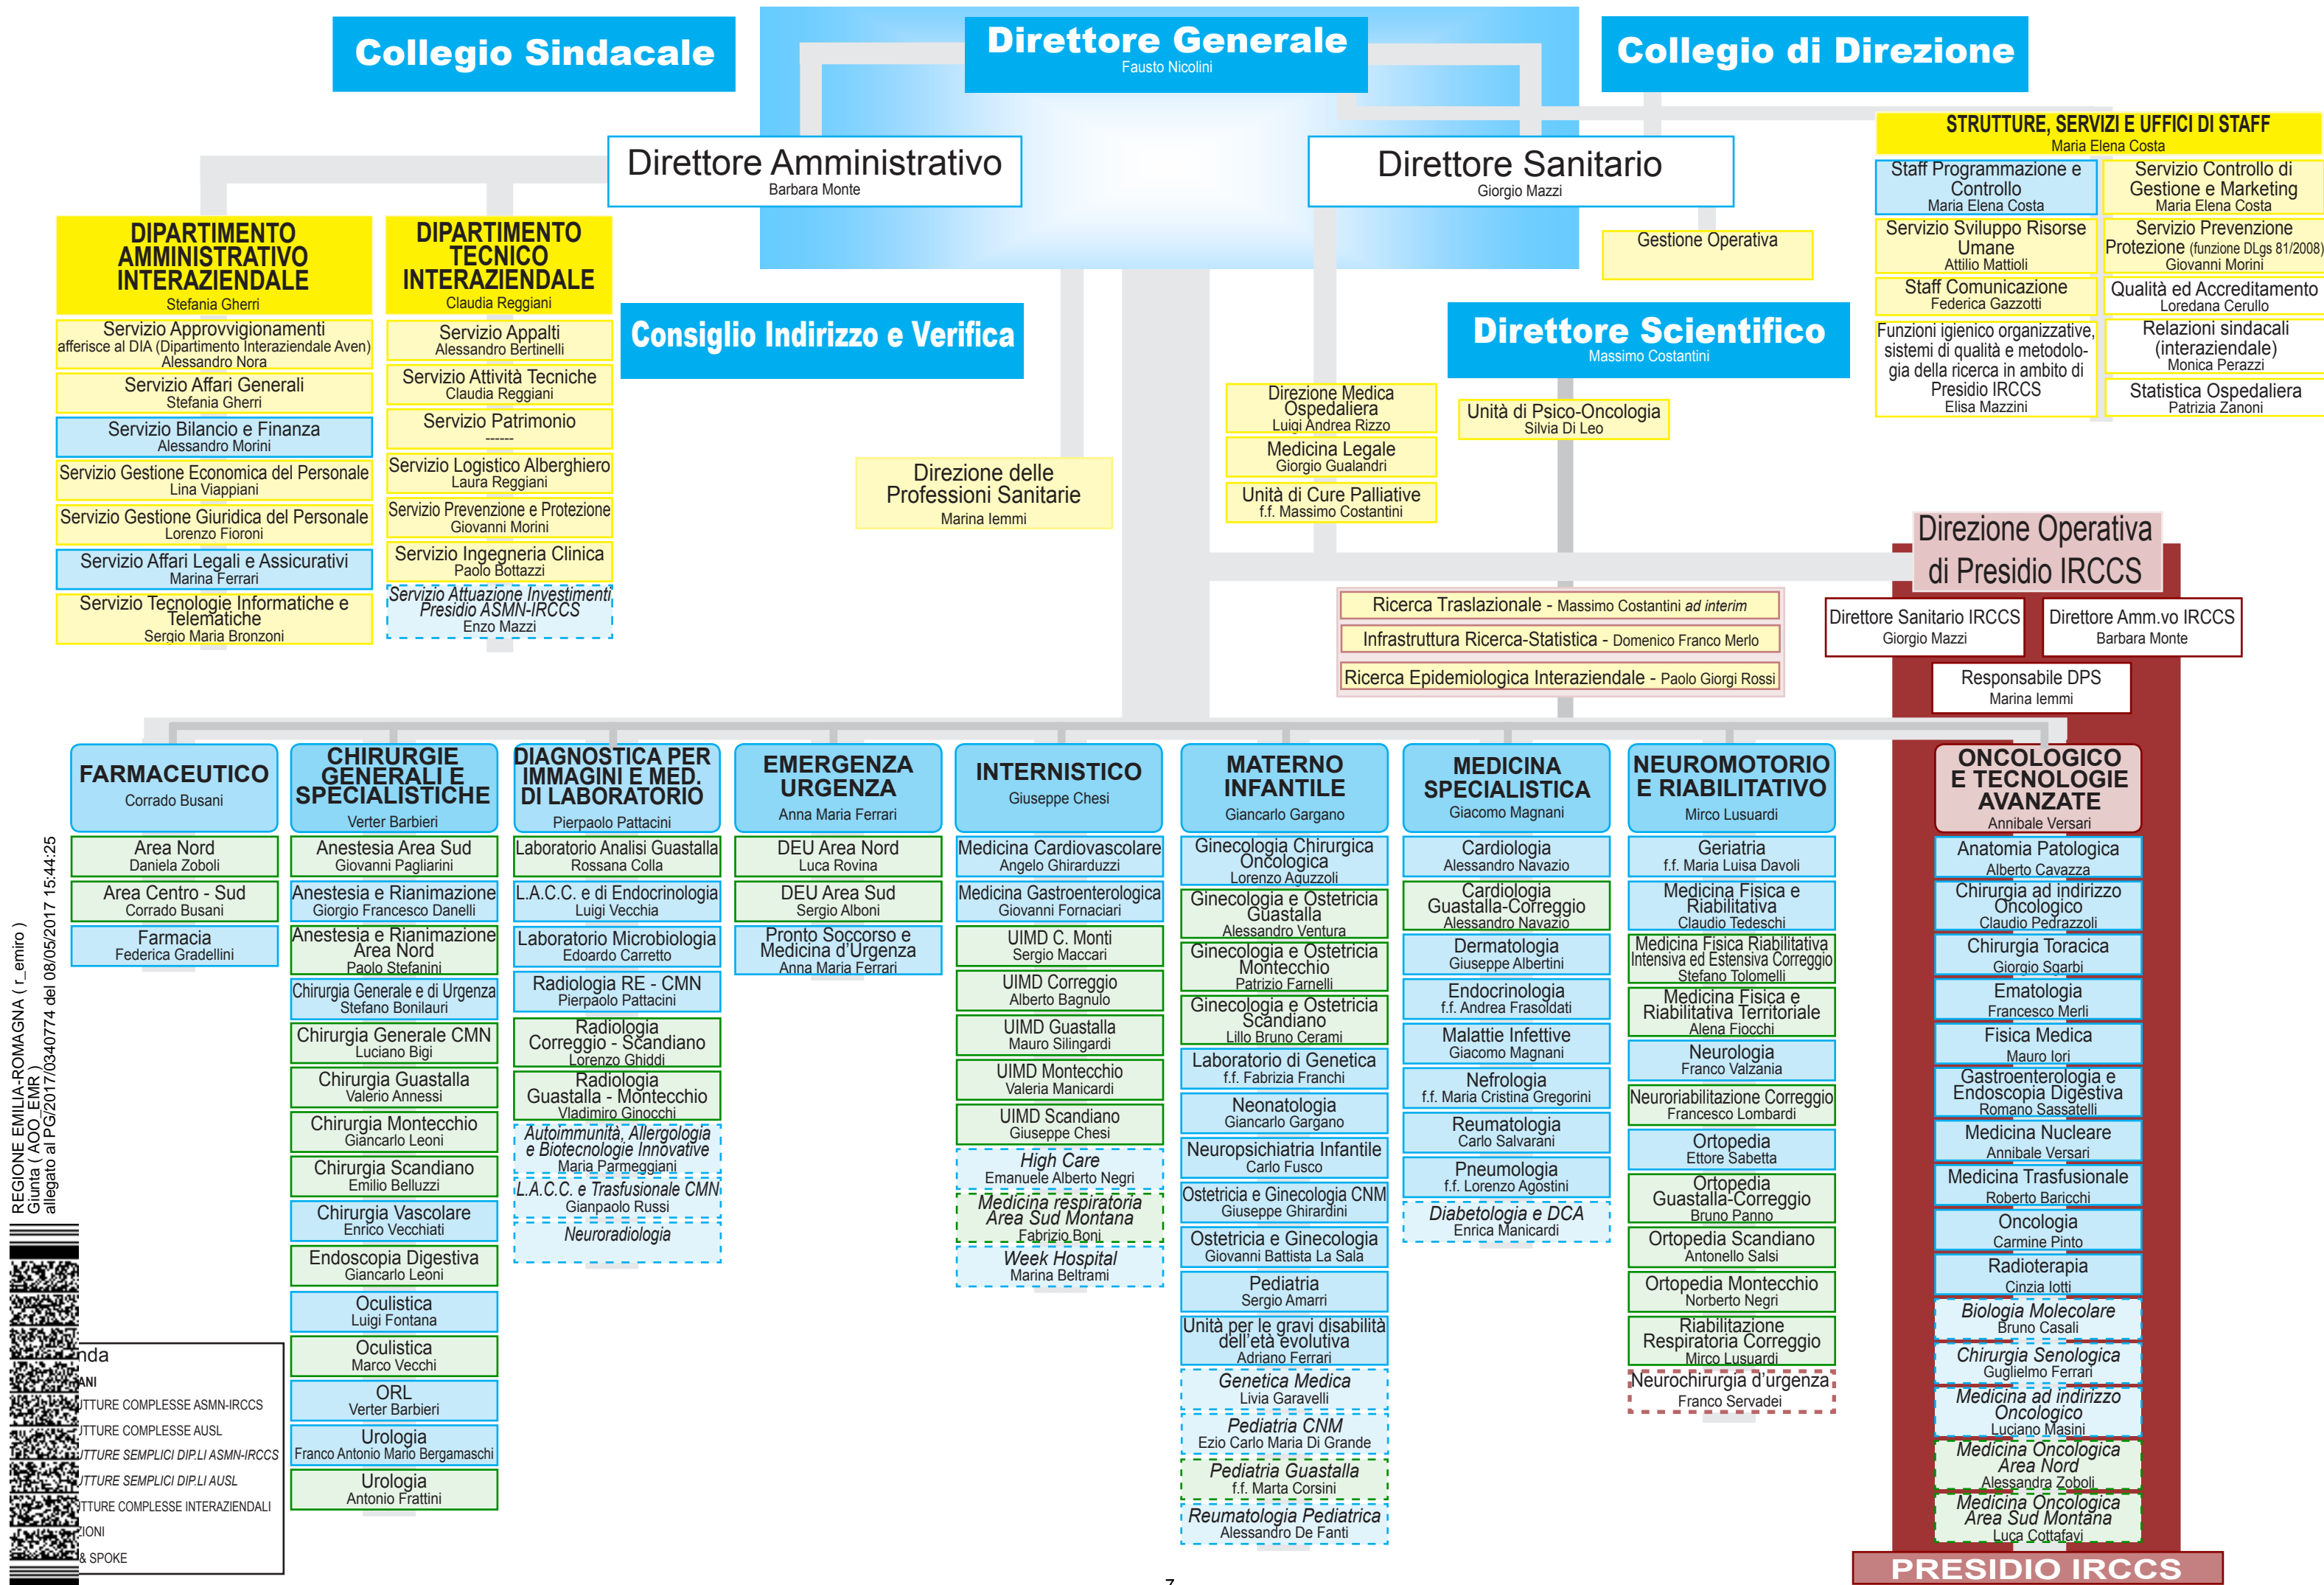 Collegio Sindacale
Direttore Generale
Fausto Nicolini
Collegio di Direzione
Direttore Amministrativo
Barbara Monte
Direttore Sanitario
Giorgio Mazzi
Gestione Operativa
STRUTTURE, SERVIZI E UFFICI DI STAFF
Maria Elena Costa
Staff Programmazione e
Controllo
Maria Elena Costa
Servizio Controllo di
Gestione e Marketing
Maria Elena Costa
Servizio Sviluppo Risorse
Umane
Attilio Mattioli
Servizio Prevenzione
Protezione (funzione DLgs 81/2008)
Giovanni Morini
Staff Comunicazione
Federica Gazzotti
Qualità ed Accreditamento
Loredana Cerullo
Funzioni igienico organizzative,
sistemi di qualità e metodolo-
gia della ricerca in ambito di
Presidio IRCCS
Elisa Mazzini
Relazioni sindacali
(interaziendale)
Monica Perazzi
Statistica Ospedaliera
Patrizia Zanoni
DIPARTIMENTO
AMMINISTRATIVO
INTERAZIENDALE
Stefania Gherri
Servizio Approvvigionamenti
afferisce al DIA (Dipartimento Interaziendale Aven)
Alessandro Nora
Servizio Affari Generali
Stefania Gherri
Servizio Bilancio e Finanza
Alessandro Morini
Servizio Gestione Economica del Personale
Lina Viappiani
Servizio Gestione Giuridica del Personale
Lorenzo Fioroni
Servizio Affari Legali e Assicurativi
Marina Ferrari
Servizio Tecnologie Informatiche e
Telematiche
Sergio Maria Bronzoni
DIPARTIMENTO
TECNICO
INTERAZIENDALE
Claudia Reggiani
Servizio Appalti
Alessandro Bertinelli
Servizio Attività Tecniche
Claudia Reggiani
Servizio Patrimonio
------
Servizio Logistico Alberghiero
Laura Reggiani
Servizio Prevenzione e Protezione
Giovanni Morini
Servizio Ingegneria Clinica
Paolo Bottazzi
Servizio Attuazione Investimenti
Presidio ASMN-IRCCS
Enzo Mazzi
Consiglio Indirizzo e Verifica
Direttore Scientifico
Massimo Costantini
Direzione delle
Professioni Sanitarie
Marina Iemmi
Direzione Medica
Ospedaliera
Luigi Andrea Rizzo
Medicina Legale
Giorgio Gualandri
Unità di Cure Palliative
f.f. Massimo Costantini
Unità di Psico-Oncologia
Silvia Di Leo
Ricerca Traslazionale - Massimo Costantini ad interim
Infrastruttura Ricerca-Statistica - Domenico Franco Merlo
Ricerca Epidemiologica Interaziendale - Paolo Giorgi Rossi
Direzione Operativa
di Presidio IRCCS
Direttore Sanitario IRCCS
Giorgio Mazzi
Direttore Amm.vo IRCCS
Barbara Monte
Responsabile DPS
Marina Iemmi
FARMACEUTICO
Corrado Busani
Area Nord
Daniela Zoboli
Area Centro - Sud
Corrado Busani
Farmacia
Federica Gradellini
CHIRURGIE
GENERALI E
SPECIALISTICHE
Verter Barbieri
Anestesia Area Sud
Giovanni Pagliarini
Anestesia e Rianimazione
Giorgio Francesco Danelli
Anestesia e Rianimazione
Area Nord
Paolo Stefanini
Chirurgia Generale e di Urgenza
Stefano Bonilauri
Chirurgia Generale CMN
Luciano Bigi
Chirurgia Guastalla
Valerio Annessi
Chirurgia Montecchio
Giancarlo Leoni
Chirurgia Scandiano
Emilio Belluzzi
Chirurgia Vascolare
Enrico Vecchiati
Endoscopia Digestiva
Giancarlo Leoni
Oculistica
Luigi Fontana
Oculistica
Marco Vecchi
ORL
Verter Barbieri
Urologia
Franco Antonio Mario Bergamaschi
Urologia
Antonio Frattini
DIAGNOSTICA PER
IMMAGINI E MED.
DI LABORATORIO
Pierpaolo Pattacini
Laboratorio Analisi Guastalla
Rossana Colla
L.A.C.C. e di Endocrinologia
Luigi Vecchia
Laboratorio Microbiologia
Edoardo Carretto
Radiologia RE - CMN
Pierpaolo Pattacini
Radiologia
Correggio - Scandiano
Lorenzo Ghiddi
Radiologia
Guastalla - Montecchio
Vladimiro Ginocchi
Autoimmunità, Allergologia
e Biotecnologie Innovative
Maria Parmeggiani
L.A.C.C. e Trasfusionale CMN
Gianpaolo Russi
Neuroradiologia
EMERGENZA
URGENZA
Anna Maria Ferrari
DEU Area Nord
Luca Rovina
DEU Area Sud
Sergio Alboni
Pronto Soccorso e
Medicina d'Urgenza
Anna Maria Ferrari
INTERNISTICO
Giuseppe Chesi
Medicina Cardiovascolare
Angelo Ghirarduzzi
Medicina Gastroenterologica
Giovanni Fornaciari
UIMD C. Monti
Sergio Maccari
UIMD Correggio
Alberto Bagnulo
UIMD Guastalla
Mauro Silingardi
UIMD Montecchio
Valeria Manicardi
UIMD Scandiano
Giuseppe Chesi
High Care
Emanuele Alberto Negri
Medicina respiratoria
Area Sud Montana
Fabrizio Boni
Week Hospital
Marina Beltrami
MATERNO
INFANTILE
Giancarlo Gargano
Ginecologia Chirurgica
Oncologica
Lorenzo Aguzzoli
Ginecologia e Ostetricia
Guastalla
Alessandro Ventura
Ginecologia e Ostetricia
Montecchio
Patrizio Farnelli
Ginecologia e Ostetricia
Scandiano
Lillo Bruno Cerami
Laboratorio di Genetica
f.f. Fabrizia Franchi
Neonatologia
Giancarlo Gargano
Neuropsichiatria Infantile
Carlo Fusco
Ostetricia e Ginecologia CNM
Giuseppe Ghirardini
Ostetricia e Ginecologia
Giovanni Battista La Sala
Pediatria
Sergio Amarri
Unità per le gravi disabilità
dell'età evolutiva
Adriano Ferrari
Genetica Medica
Livia Garavelli
Pediatria CNM
Ezio Carlo Maria Di Grande
Pediatria Guastalla
f.f. Marta Corsini
Reumatologia Pediatrica
Alessandro De Fanti
MEDICINA
SPECIALISTICA
Giacomo Magnani
Cardiologia
Alessandro Navazio
Cardiologia
Guastalla-Correggio
Alessandro Navazio
Dermatologia
Giuseppe Albertini
Endocrinologia
f.f. Andrea Frasoldati
Malattie Infettive
Giacomo Magnani
Nefrologia
f.f. Maria Cristina Gregorini
Reumatologia
Carlo Salvarani
Pneumologia
f.f. Lorenzo Agostini
Diabetologia e DCA
Enrica Manicardi
NEUROMOTORIO
E RIABILITATIVO
Mirco Lusuardi
Geriatria
f.f. Maria Luisa Davoli
Medicina Fisica e
Riabilitativa
Claudio Tedeschi
Medicina Fisica Riabilitativa
Intensiva ed Estensiva Correggio
Stefano Tolomelli
Medicina Fisica e
Riabilitativa Territoriale
Alena Fiocchi
Neurologia
Franco Valzania
Neuroriabilitazione Correggio
Francesco Lombardi
Ortopedia
Ettore Sabetta
Ortopedia
Guastalla-Correggio
Bruno Panno
Ortopedia Scandiano
Antonello Salsi
Ortopedia Montecchio
Norberto Negri
Riabilitazione
Respiratoria Correggio
Mirco Lusuardi
Neurochirurgia d'urgenza
Franco Servadei
ONCOLOGICO
E TECNOLOGIE
AVANZATE
Annibale Versari
Anatomia Patologica
Alberto Cavazza
Chirurgia ad indirizzo
Oncologico
Claudio Pedrazzoli
Chirurgia Toracica
Giorgio Sgarbi
Ematologia
Francesco Merli
Fisica Medica
Mauro Iori
Gastroenterologia e
Endoscopia Digestiva
Romano Sassatelli
Medicina Nucleare
Annibale Versari
Medicina Trasfusionale
Roberto Baricchi
Oncologia
Carmine Pinto
Radioterapia
Cinzia Iotti
Biologia Molecolare
Bruno Casali
Chirurgia Senologica
Guglielmo Ferrari
Medicina ad indirizzo
Oncologico
Luciano Masini
Medicina Oncologica
Area Nord
Alessandra Zoboli
Medicina Oncologica
Area Sud Montana
Luca Cottafavi
PRESIDIO IRCCS
REGIONE EMILIA-ROMAGNA ( r_emiro )
Giunta ( AOO_EMR )
allegato al PG/2017/0340774 del 08/05/2017 15:44:25
nda
ANI
UTTURE COMPLESSE ASMN-IRCCS
UTTURE COMPLESSE AUSL
UTTURE SEMPLICI DIP.LI ASMN-IRCCS
UTTURE SEMPLICI DIP.LI AUSL
UTTURE COMPLESSE INTERAZIENDALI
ZIONI
& SPOKE
7